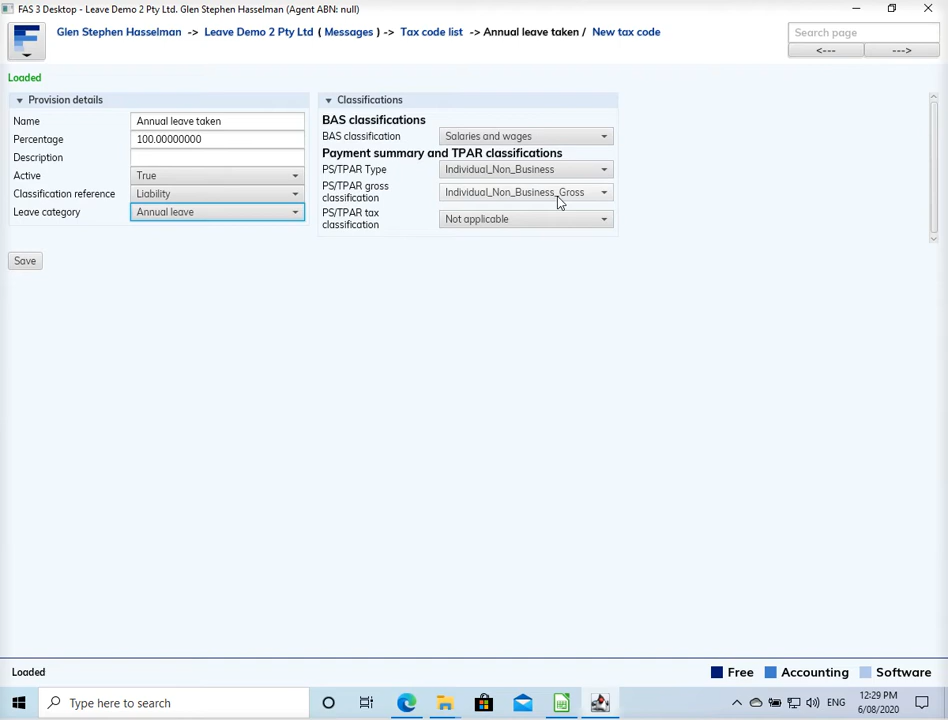 FAS 3 Desktop - Leave Demo 2 Pty Ltd. Glen Stephen Hasselman (Agent ABN: null)
Glen Stephen Hasselman -> Leave Demo 2 Pty Ltd ( Messages ) -> Tax code list -> Annual leave taken / New tax code
Search page
<--- --->
Loaded
Provision details
Name Annual leave taken
Percentage 100.00000000
Description
Active True
Classification reference Liability
Leave category Annual leave
Save
Classifications
BAS classifications
BAS classification Salaries and wages
Payment summary and TPAR classifications
PS/TPAR Type Individual_Non_Business
PS/TPAR gross
classification Individual_Non_Business_Gross
PS/TPAR tax
classification Not applicable
Loaded
Free Accounting Software
Type here to search
ENG
12:29 PM
6/08/2020